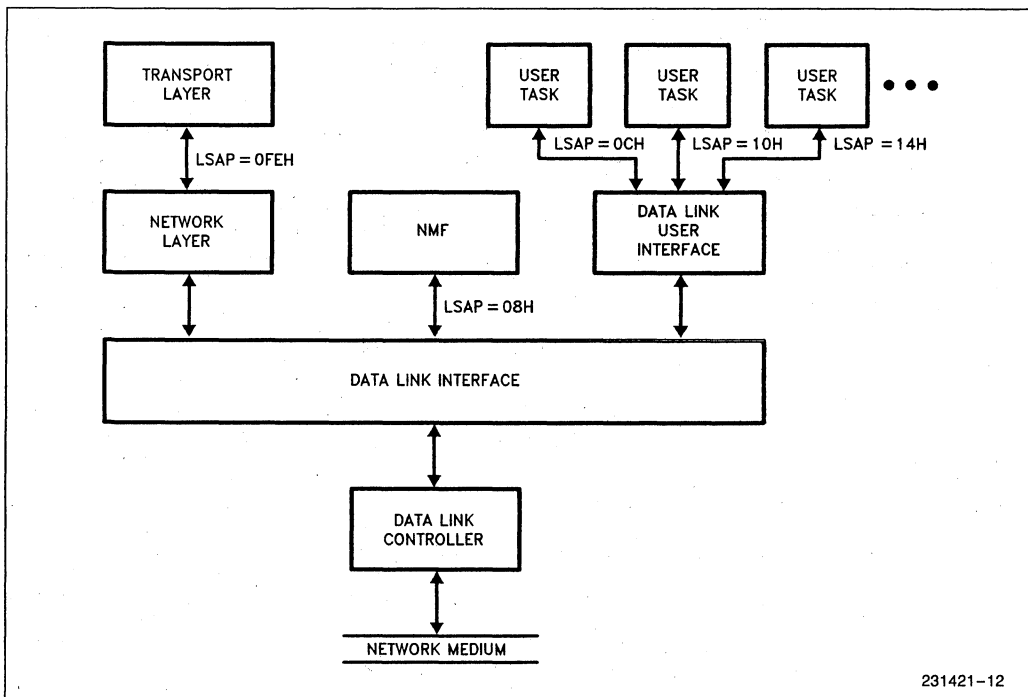 TRANSPORT
LAYER
USER
TASK
USER
TASK
USER
TASK
LSAP = 0FEH
LSAP = 0CH
LSAP = 10H
LSAP = 14H
NETWORK
LAYER
NMF
DATA LINK
USER
INTERFACE
LSAP = 08H
DATA LINK INTERFACE
DATA LINK
CONTROLLER
NETWORK MEDIUM
231421-12